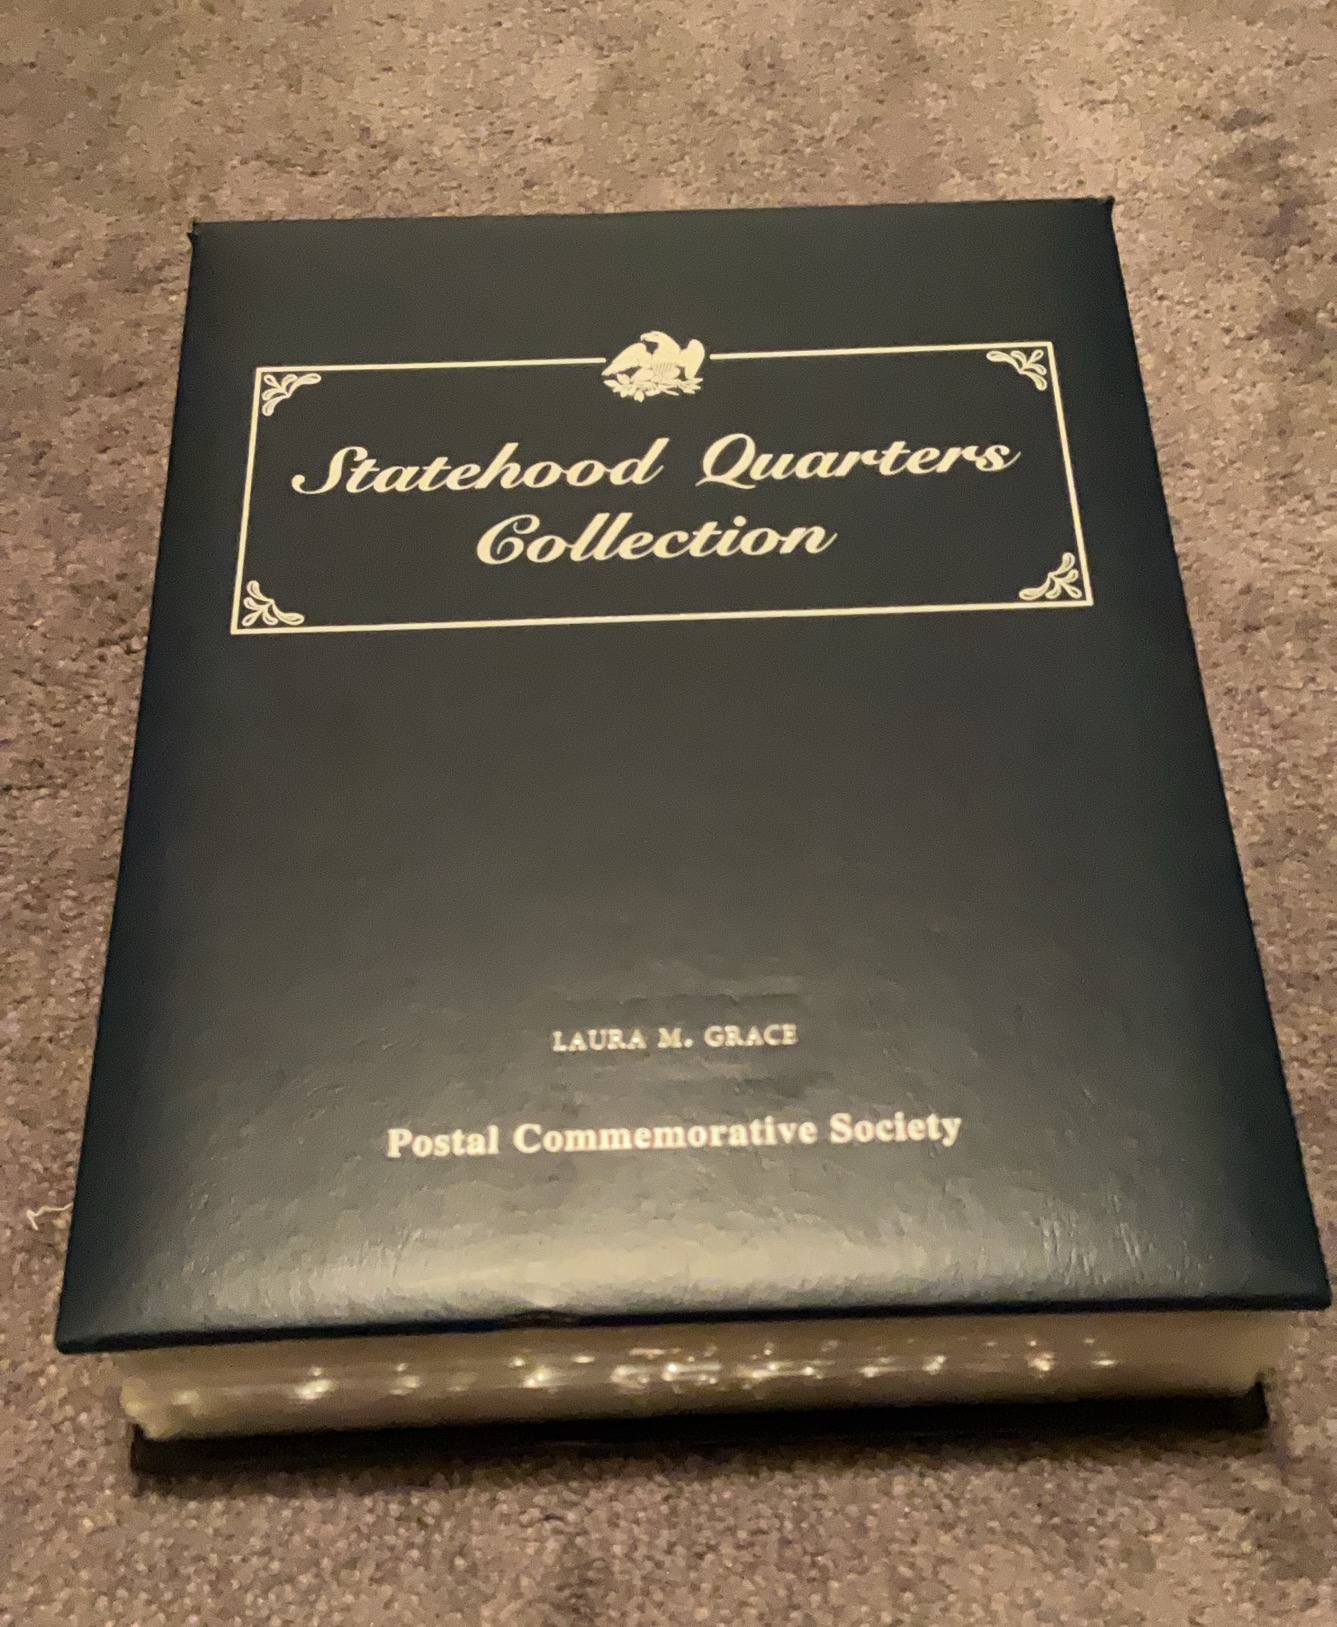 Statehood Quarters
Collection
LAURA M. GRACE
Postal Commemorative Society